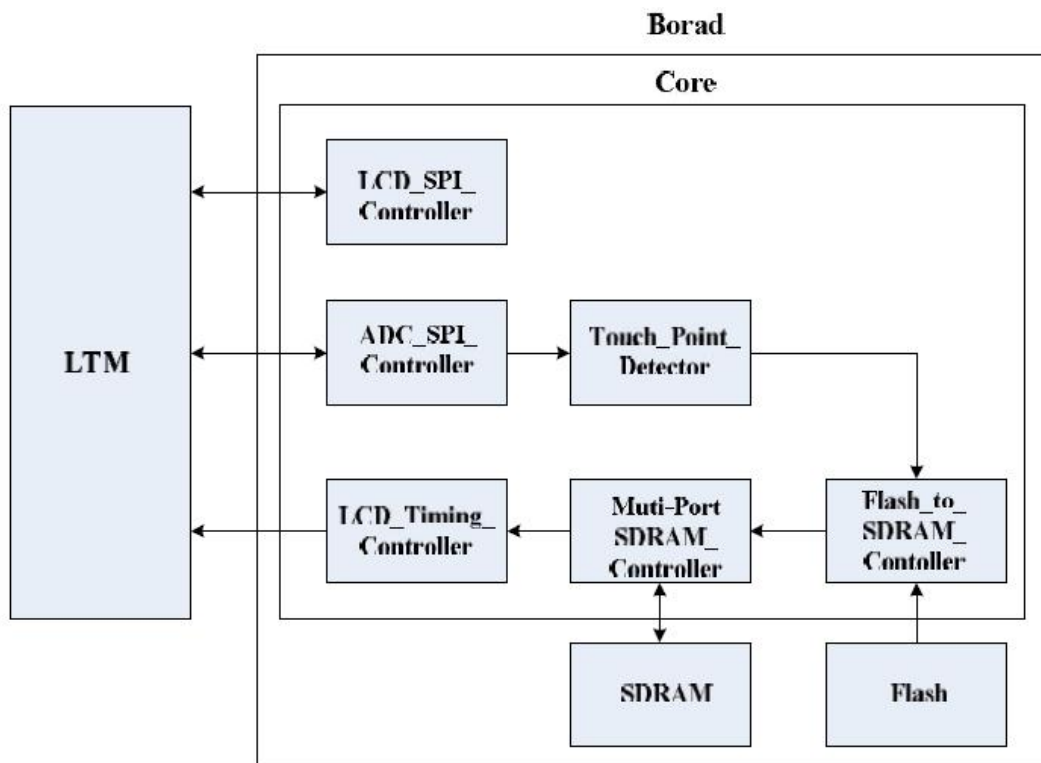 Borad
Core
LCD_SPI_
Controller
ADC_SPI_
Controller
Touch_Point_
Detector
LTM
LCD_Timing_
Controller
Muti-Port
SDRAM_
Controller
Flash_to_
SDRAM_
Contoller
SDRAM
Flash